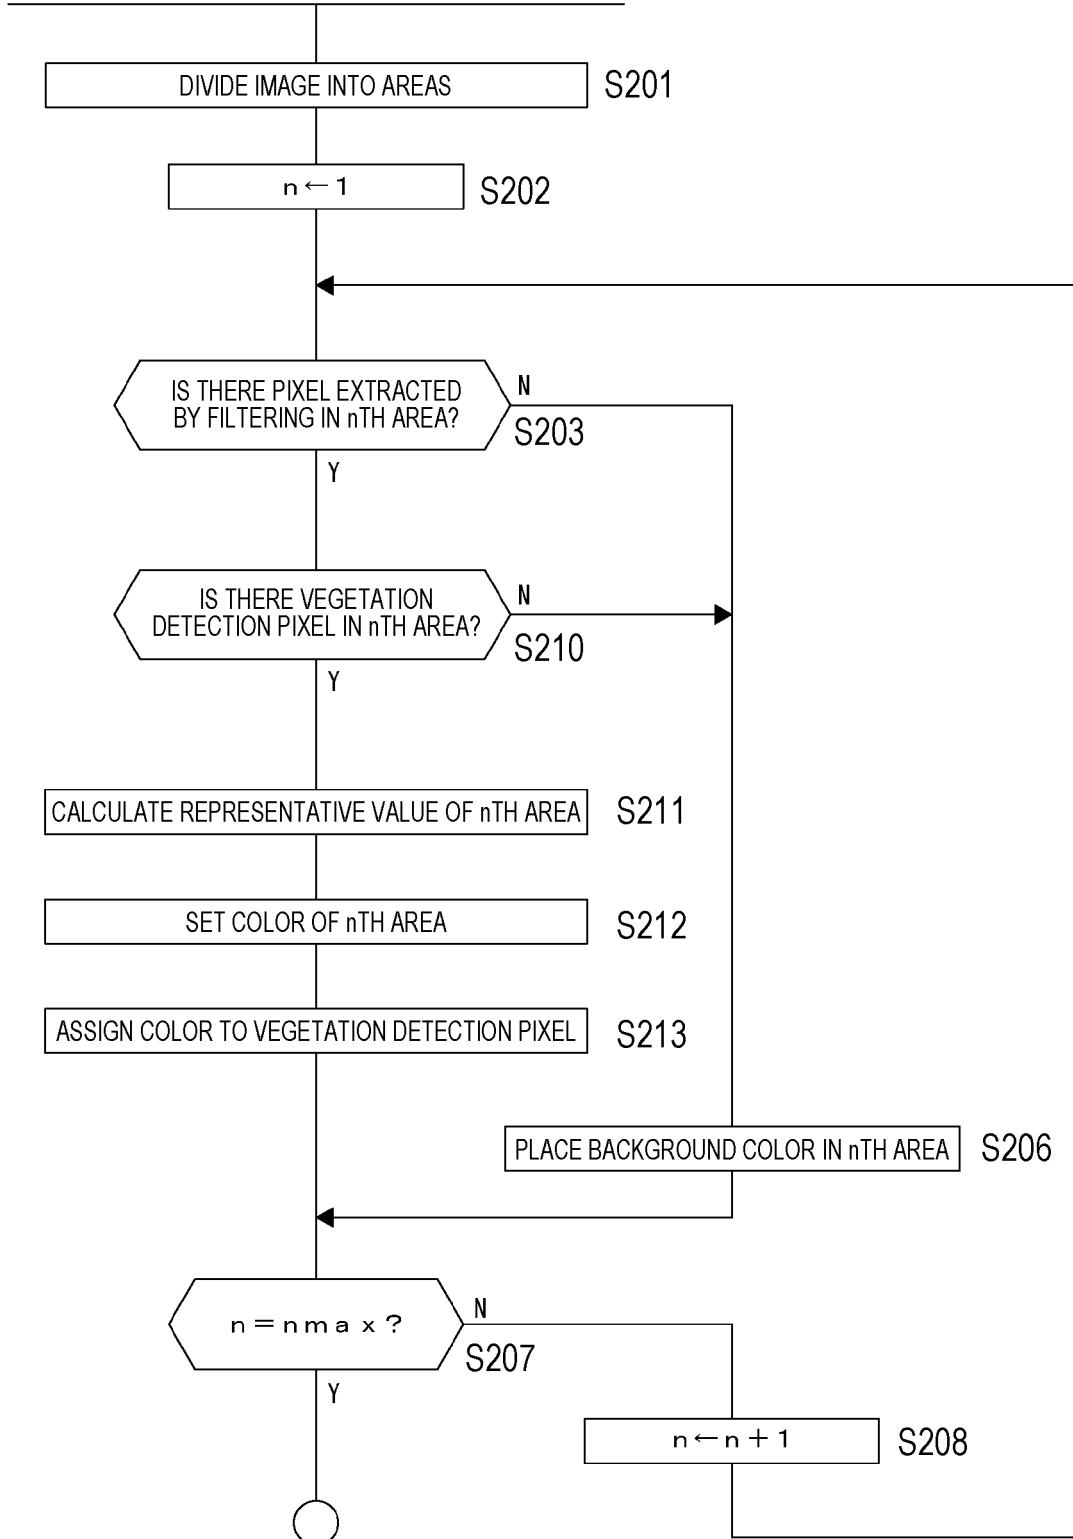 DIVIDE IMAGE INTO AREAS
S201
n ← 1
S202
IS THERE PIXEL EXTRACTED
BY FILTERING IN nTH AREA?
N
S203
Y
IS THERE VEGETATION
DETECTION PIXEL IN nTH AREA?
N
S210
Y
CALCULATE REPRESENTATIVE VALUE OF nTH AREA
S211
SET COLOR OF nTH AREA
S212
ASSIGN COLOR TO VEGETATION DETECTION PIXEL
S213
PLACE BACKGROUND COLOR IN nTH AREA
S206
n = n m a x ?
N
S207
Y
n ← n + 1
S208